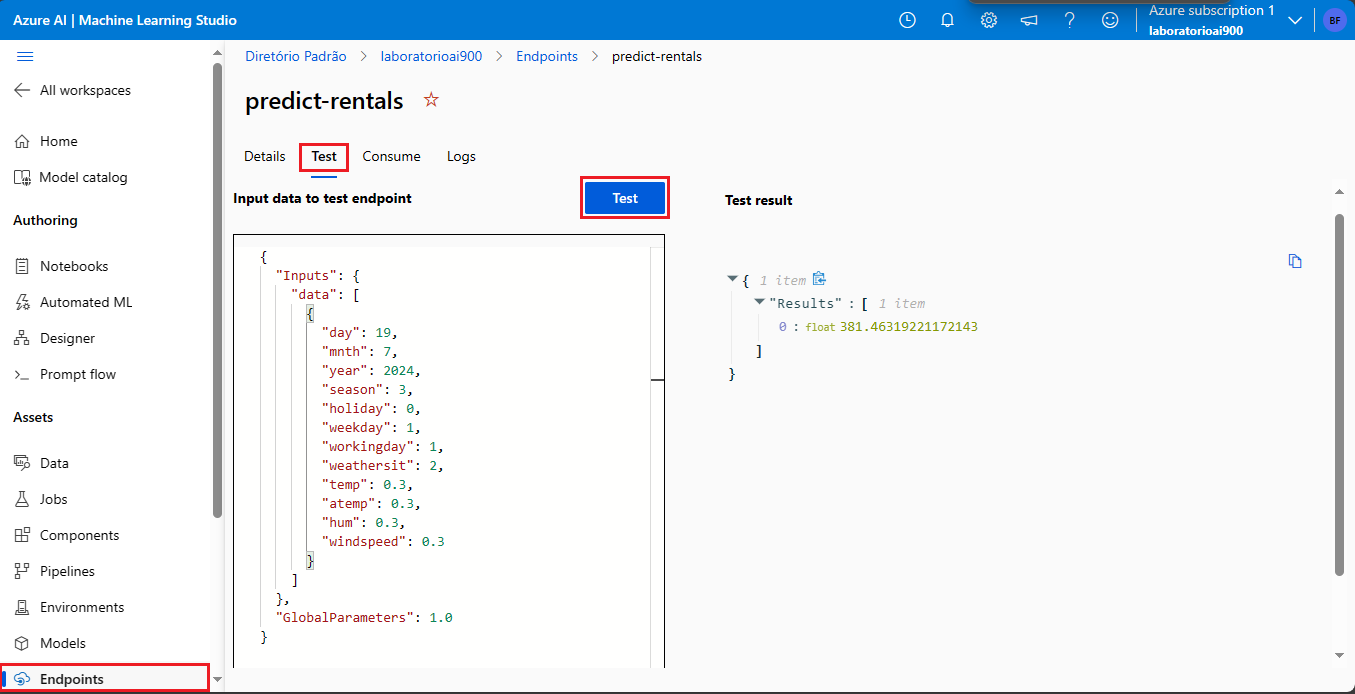 Azure AI | Machine Learning Studio
Azure subscription 1
laboratorioai900
BF
All workspaces
Home
Model catalog
Authoring
Notebooks
Automated ML
Designer
Prompt flow
Assets
Data
Jobs
Components
Pipelines
Environments
Models
Endpoints
Diretório Padrão > laboratorioai900 > Endpoints > predict-rentals
predict-rentals
Details Test Consume Logs
Input data to test endpoint
Test
{
"Inputs": {
"data": [
{
"day": 19,
"mnth": 7,
"year": 2024,
"season": 3,
"holiday": 0,
"weekday": 1,
"workingday": 1,
"weathersit": 2,
"temp": 0.3,
"atemp": 0.3,
"hum": 0.3,
"windspeed": 0.3
}
]
},
"GlobalParameters": 1.0
}
Test result
{ 1 item
"Results" : [ 1 item
0 : float 381.46319221172143
]
}